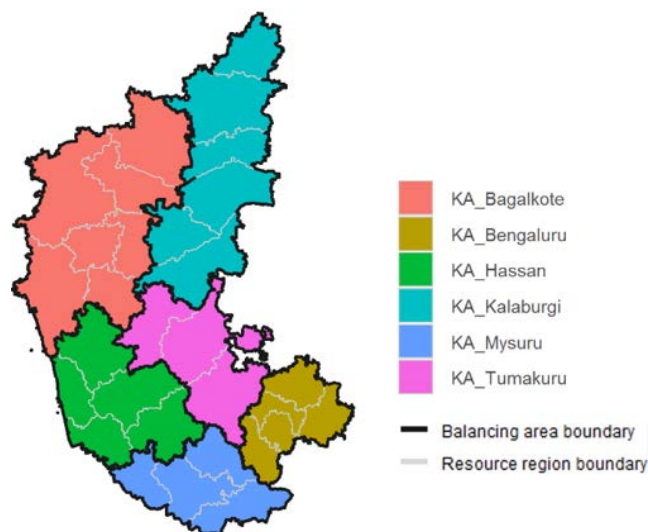 KA_Bagalkote
KA_Bengaluru
KA_Hassan
KA_Kalaburgi
KA_Mysuru
KA_Tumakuru
Balancing area boundary
Resource region boundary